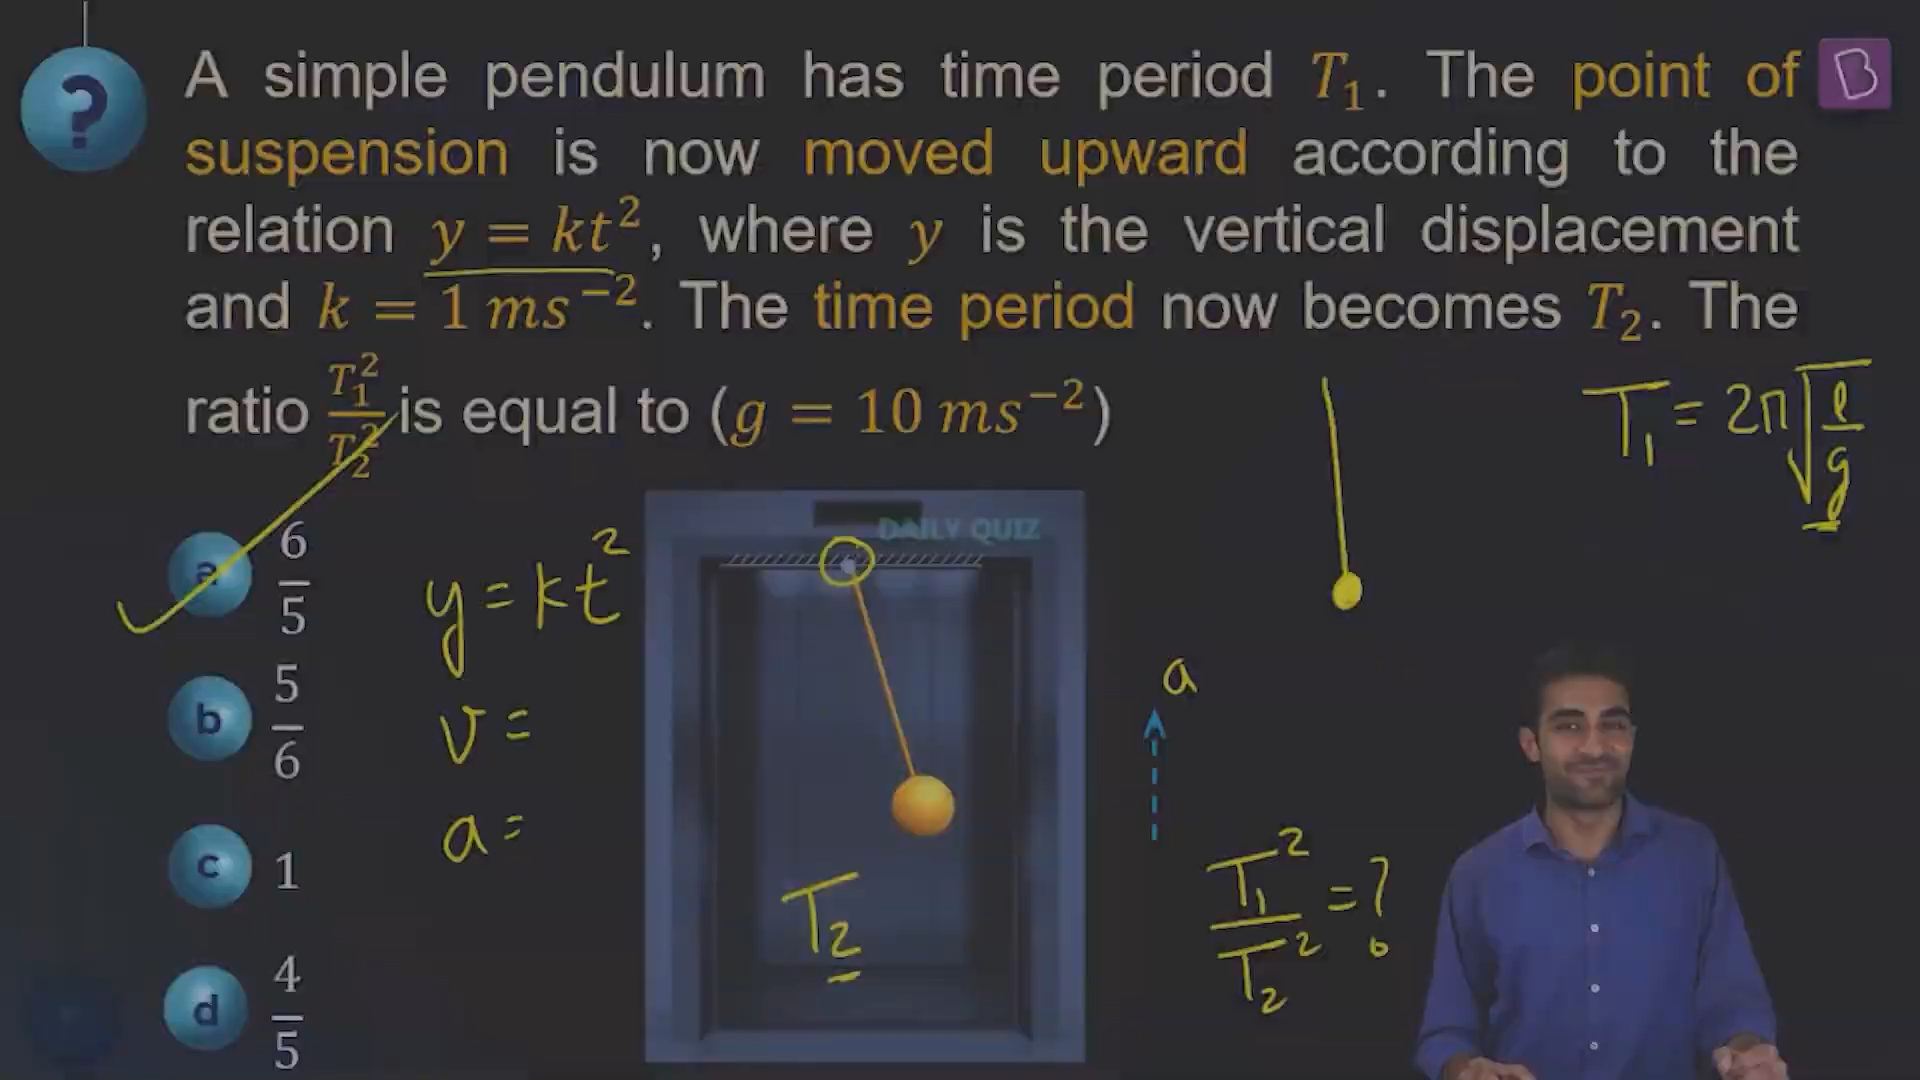 ?
A simple pendulum has time period T₁. The point of
B
suspension is now moved upward according to the
relation y = kt², where y is the vertical displacement
and k = 1 ms⁻². The time period now becomes T₂. The
ratio T₁²/T₂² is equal to (g = 10 ms⁻²)
T₁ = 2π√(l/g)
DAILY QUIZ
a 6/5
y = kt²
b 5/6
v =
a
a =
c 1
T₂
T₁²/T₂² = ?
d 4/5